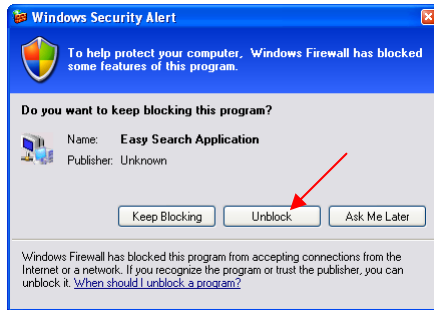 Windows Security Alert
To help protect your computer, Windows Firewall has blocked
some features of this program.
Do you want to keep blocking this program?
Name: Easy Search Application
Publisher: Unknown
Keep Blocking Unblock Ask Me Later
Windows Firewall has blocked this program from accepting connections from the
Internet or a network. If you recognize the program or trust the publisher, you can
unblock it. When should I unblock a program?